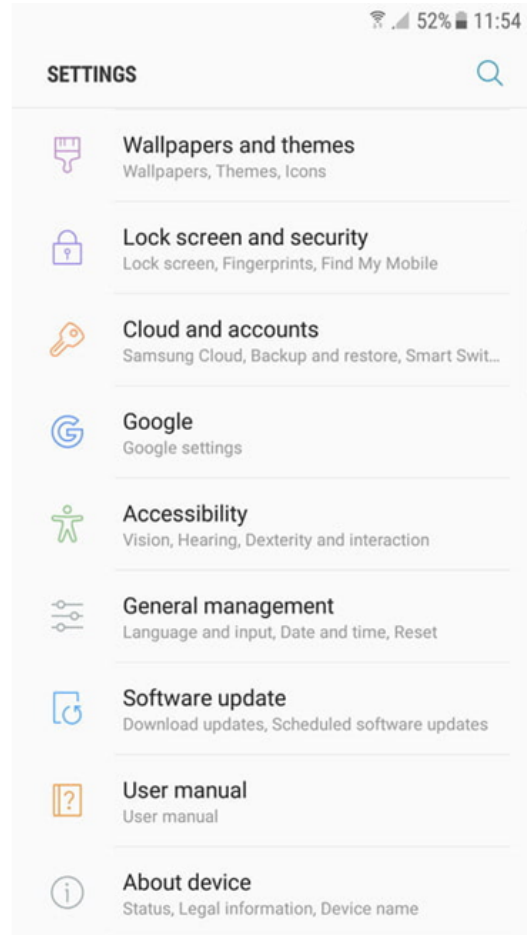 52% 11:54
SETTINGS
Wallpapers and themes
Wallpapers, Themes, Icons
Lock screen and security
Lock screen, Fingerprints, Find My Mobile
Cloud and accounts
Samsung Cloud, Backup and restore, Smart Swit...
Google
Google settings
Accessibility
Vision, Hearing, Dexterity and interaction
General management
Language and input, Date and time, Reset
Software update
Download updates, Scheduled software updates
User manual
User manual
About device
Status, Legal information, Device name